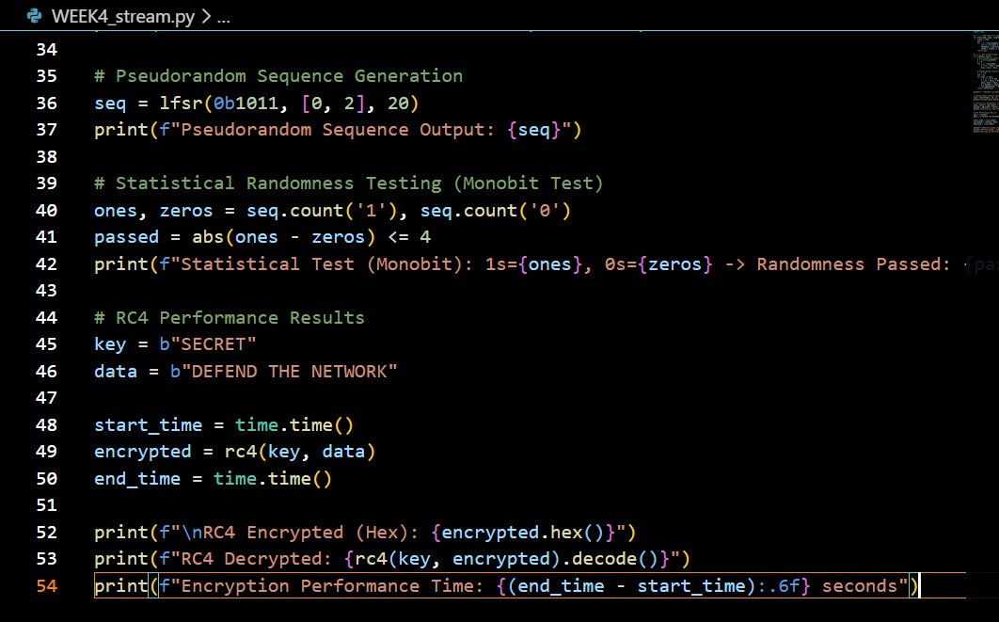 WEEK4_stream.py > ...
34
35 # Pseudorandom Sequence Generation
36 seq = lfsr(0b1011, [0, 2], 20)
37 print(f"Pseudorandom Sequence Output: {seq}")
38
39 # Statistical Randomness Testing (Monobit Test)
40 ones, zeros = seq.count('1'), seq.count('0')
41 passed = abs(ones - zeros) <= 4
42 print(f"Statistical Test (Monobit): 1s={ones}, 0s={zeros} -> Randomness Passed: {pa
43
44 # RC4 Performance Results
45 key = b"SECRET"
46 data = b"DEFEND THE NETWORK"
47
48 start_time = time.time()
49 encrypted = rc4(key, data)
50 end_time = time.time()
51
52 print(f"\nRC4 Encrypted (Hex): {encrypted.hex()}")
53 print(f"RC4 Decrypted: {rc4(key, encrypted).decode()}")
54 print(f"Encryption Performance Time: {(end_time - start_time):.6f} seconds")